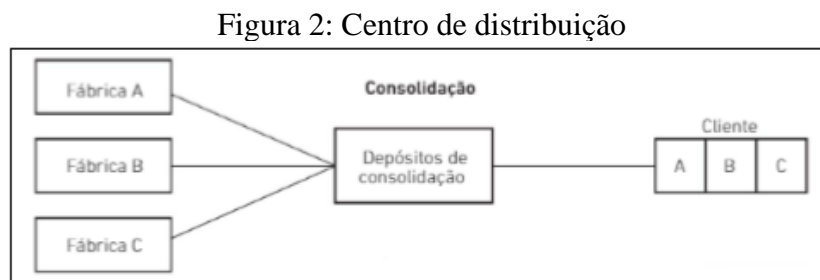 Figura 2: Centro de distribuição
Fábrica A
Consolidação
Cliente
Fábrica B
Depósitos de
consolidação
A B C
Fábrica C